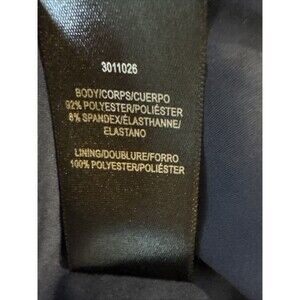 3011026
BODY/CORPS/CUERPO
92% POLYESTER/POLIÉSTER
8% SPANDEX/ÉLASTHANNE/
ELASTANO
LINING/DOUBLURE/FORRO
100% POLYESTER/POLIÉSTER